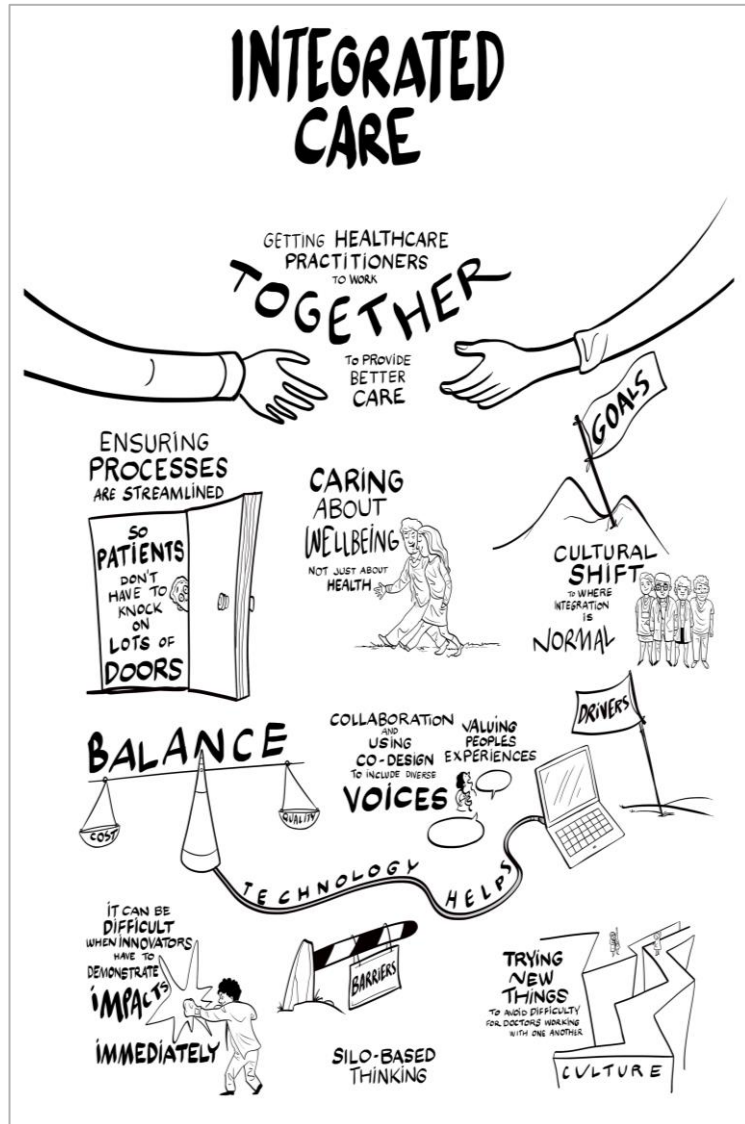 INTEGRATED
CARE
GETTING HEALTHCARE
PRACTITIONERS
TO WORK
TOGETHER
TO PROVIDE
BETTER
CARE
GOALS
ENSURING
PROCESSES
ARE STREAMLINED
SO
PATIENTS
DON'T
HAVE TO
KNOCK
ON
LOTS OF
DOORS
CARING
ABOUT
WELLBEING
NOT JUST ABOUT
HEALTH
CULTURAL
SHIFT
TO WHERE
INTEGRATION
IS
NORMAL
DRIVERS
BALANCE
COST
QUALITY
COLLABORATION
AND
USING
CO-DESIGN
TO INCLUDE DIVERSE
VOICES
VALUING
PEOPLES
EXPERIENCES
TECHNOLOGY HELPS
IT CAN BE
DIFFICULT
WHEN INNOVATORS
HAVE TO
DEMONSTRATE
IMPACTS
IMMEDIATELY
BARRIERS
SILO-BASED
THINKING
TRYING
NEW
THINGS
TO AVOID DIFFICULTY
FOR DOCTORS WORKING
WITH ONE ANOTHER
CULTURE